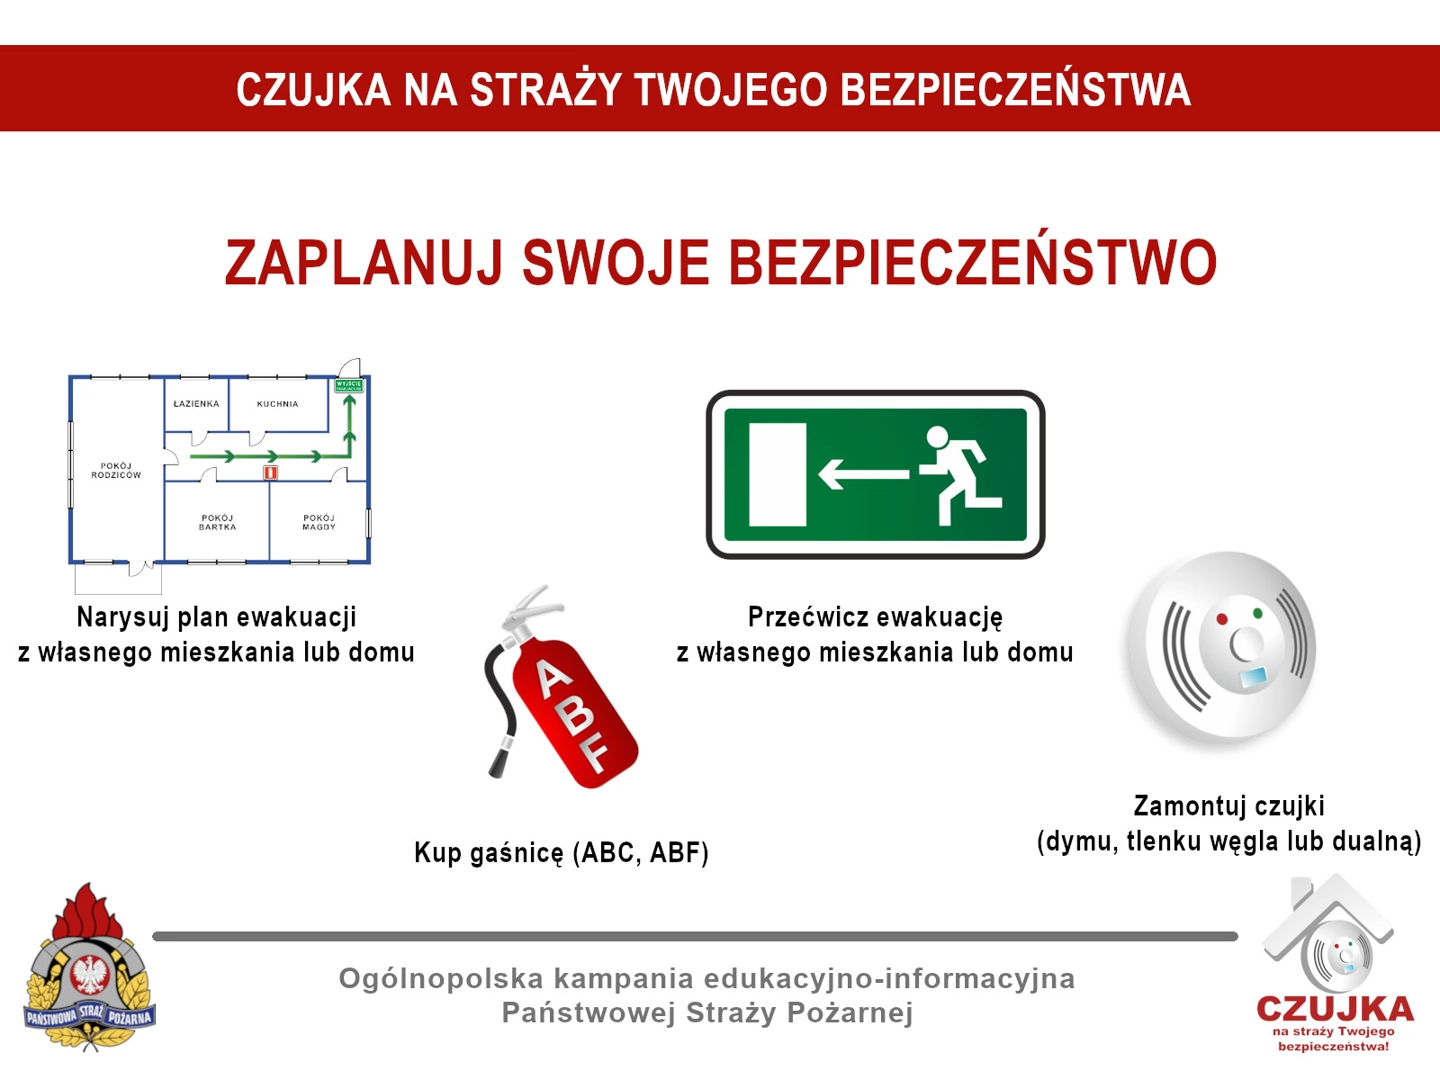 CZUJKA NA STRAŻY TWOJEGO BEZPIECZEŃSTWA
ZAPLANUJ SWOJE BEZPIECZEŃSTWO
WYJŚCIE
EWAKUACYJNE
ŁAZIENKA
KUCHNIA
POKÓJ
RODZICÓW
POKÓJ
BARTKA
POKÓJ
MAGDY
Narysuj plan ewakuacji
z własnego mieszkania lub domu
A
B
F
Kup gaśnicę (ABC, ABF)
Przećwicz ewakuację
z własnego mieszkania lub domu
Zamontuj czujki
(dymu, tlenku węgla lub dualną)
PAŃSTWOWA STRAŻ POŻARNA
Ogólnopolska kampania edukacyjno-informacyjna
Państwowej Straży Pożarnej
CZUJKA
na straży Twojego
bezpieczeństwa!